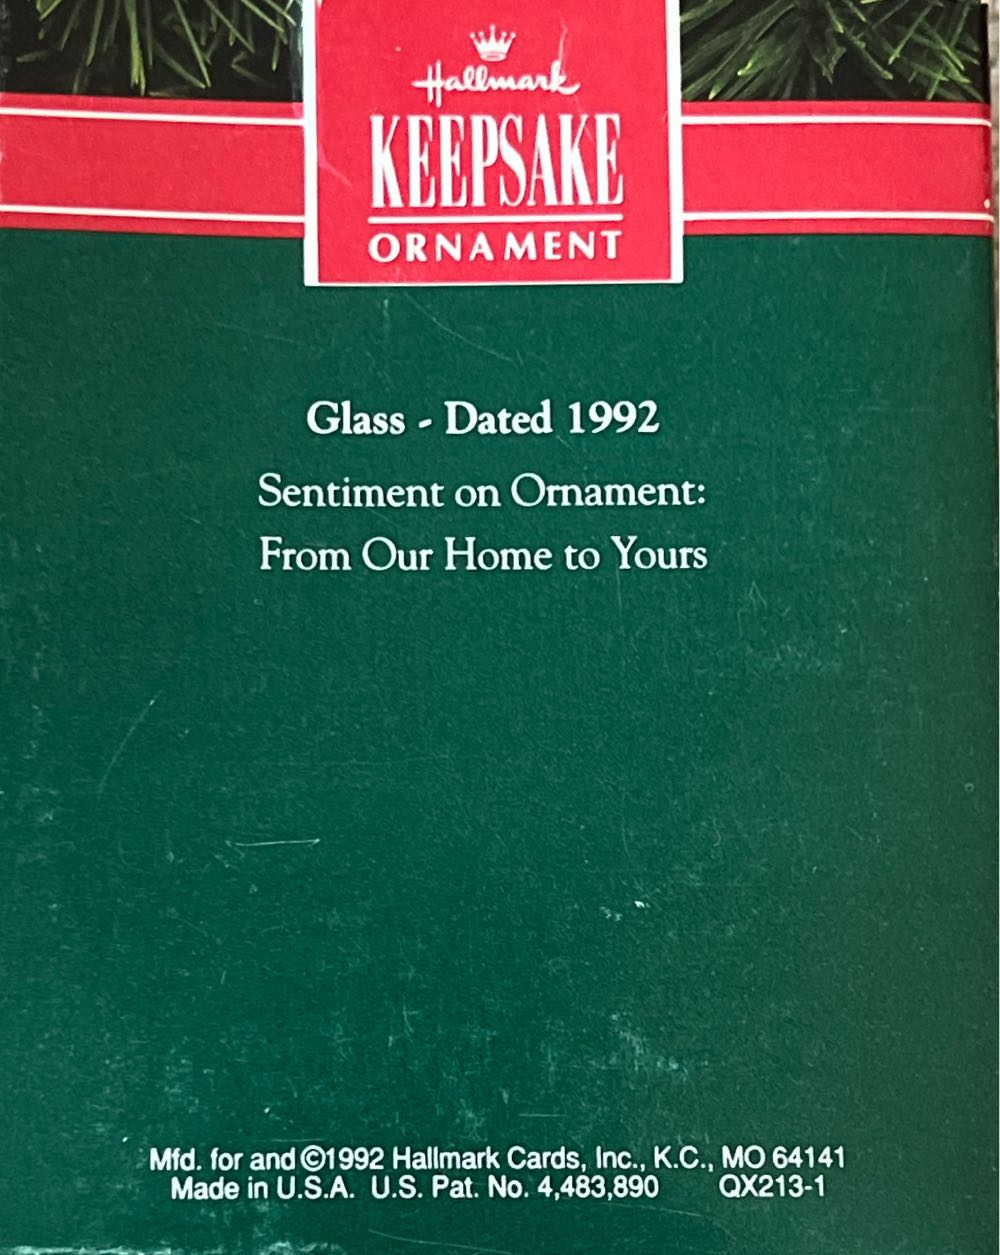 Hallmark
KEEPSAKE
ORNAMENT
Glass - Dated 1992
Sentiment on Ornament:
From Our Home to Yours
Mfd. for and ©1992 Hallmark Cards, Inc., K.C., MO 64141
Made in U.S.A. U.S. Pat. No. 4,483,890 QX213-1